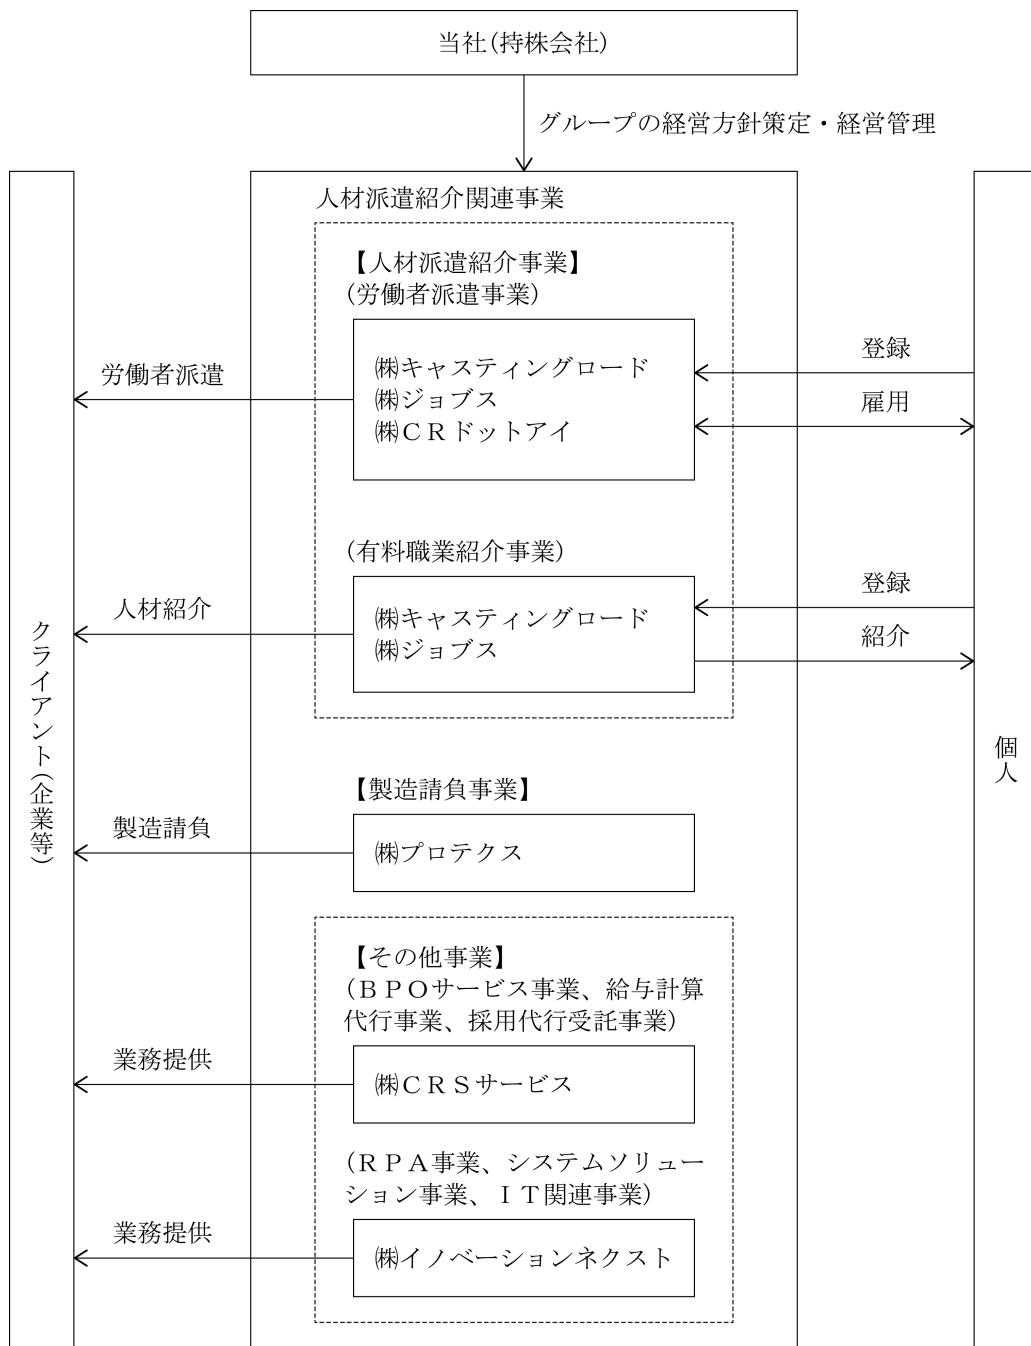 当社(持株会社)
グループの経営方針策定・経営管理
人材派遣紹介関連事業
【人材派遣紹介事業】
(労働者派遣事業)
㈱キャスティングロード
㈱ジョブス
㈱ＣＲドットアイ
労働者派遣
登録
雇用
(有料職業紹介事業)
㈱キャスティングロード
㈱ジョブス
人材紹介
登録
紹介
クライアント(企業等)
個人
【製造請負事業】
㈱プロテクス
製造請負
【その他事業】
(ＢＰＯサービス事業、給与計算
代行事業、採用代行受託事業)
㈱ＣＲＳサービス
業務提供
(ＲＰＡ事業、システムソリュー
ション事業、ＩＴ関連事業)
㈱イノベーションネクスト
業務提供